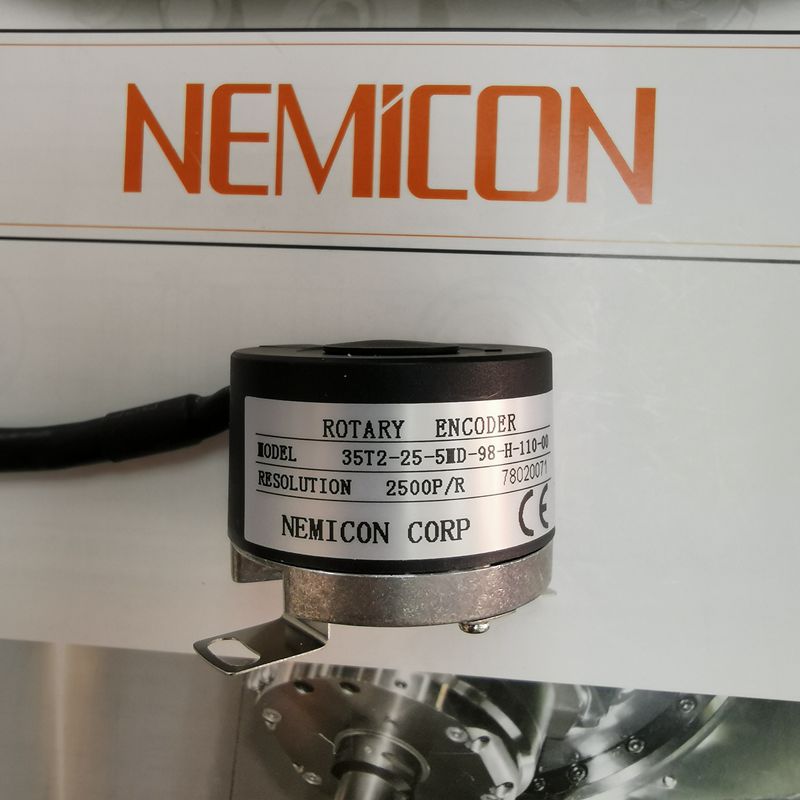 NEMICON
ROTARY ENCODER
MODEL 35T2-25-5MD-98-H-110-00
RESOLUTION 2500P/R 78020071
NEMICON CORP CE